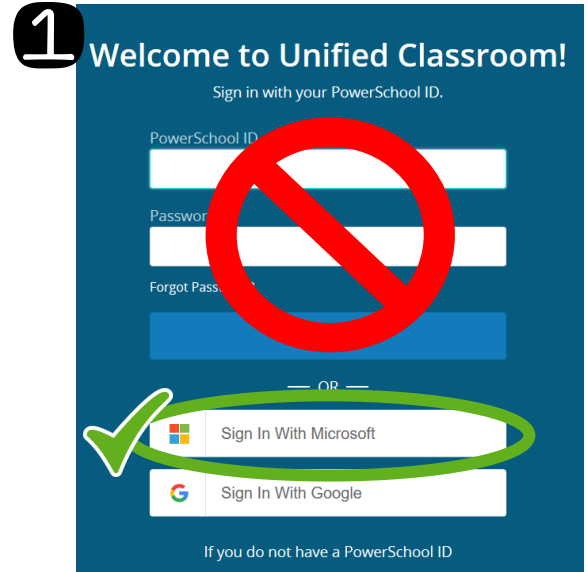 1
Welcome to Unified Classroom!
Sign in with your PowerSchool ID.
PowerSchool ID
Forgot
OR
Sign In With Microsoft
Sign In With Google
If you do not have a PowerSchool ID